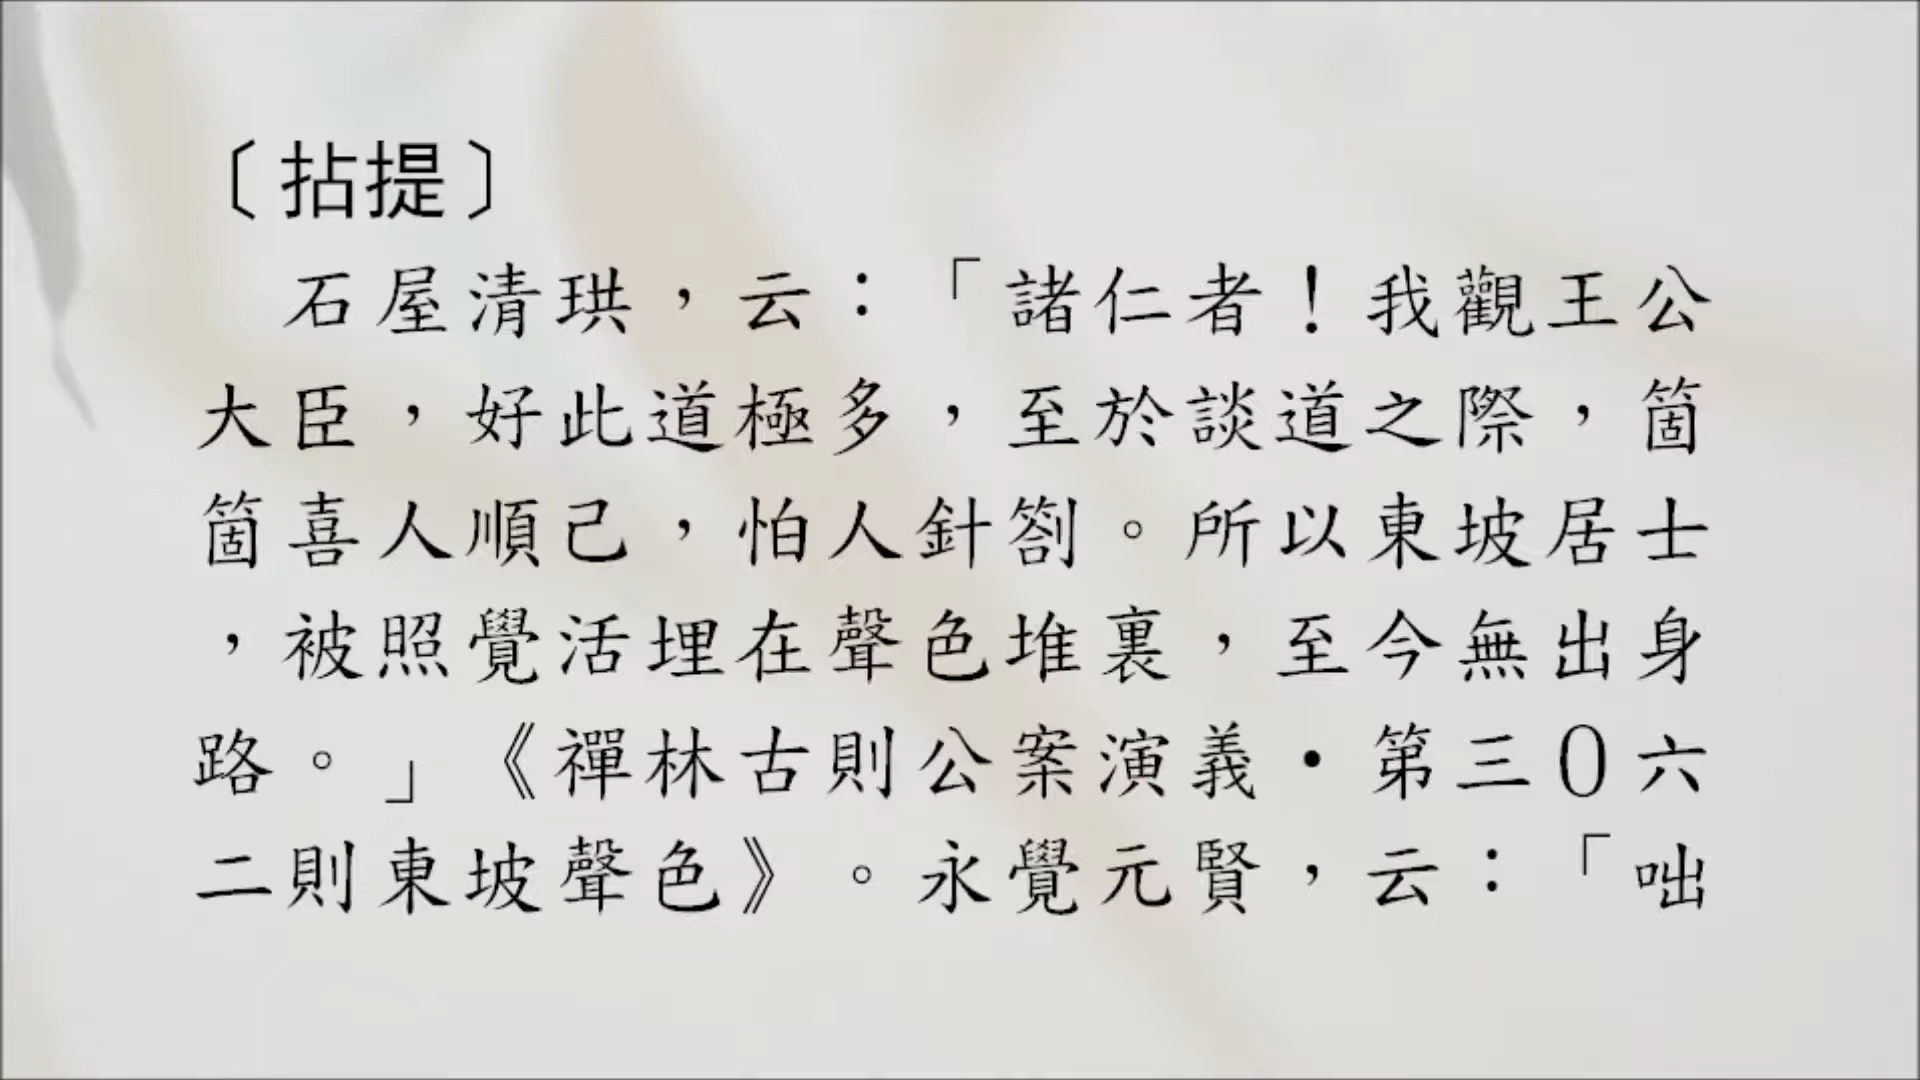 〔拈提〕
石屋清珙，云：「諸仁者！我觀王公
大臣，好此道極多，至於談道之際，箇
箇喜人順己，怕人針劄。所以東坡居士
，被照覺活埋在聲色堆裏，至今無出身
路。」《禪林古則公案演義•第三０六
二則東坡聲色》。永覺元賢，云：「咄